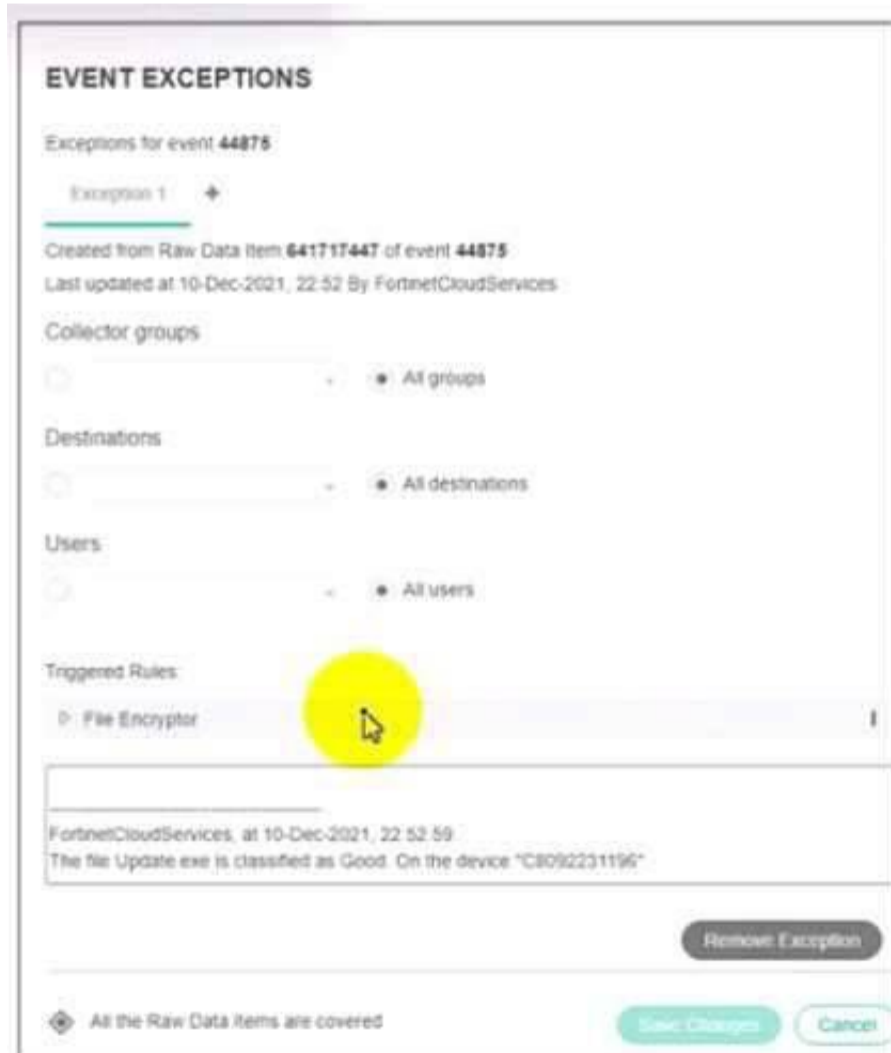 EVENT EXCEPTIONS
Exceptions for event 44875
Exception 1 +
Created from Raw Data Item 641717447 of event 44875
Last updated at 10-Dec-2021, 22:52 By FortinetCloudServices
Collector groups
All groups
Destinations
All destinations
Users
All users
Triggered Rules
File Encryptor
FortinetCloudServices, at 10-Dec-2021, 22:52:59
The file Update.exe is classified as Good. On the device "C8092231196"
Remove Exception
All the Raw Data Items are covered
Save Changes
Cancel